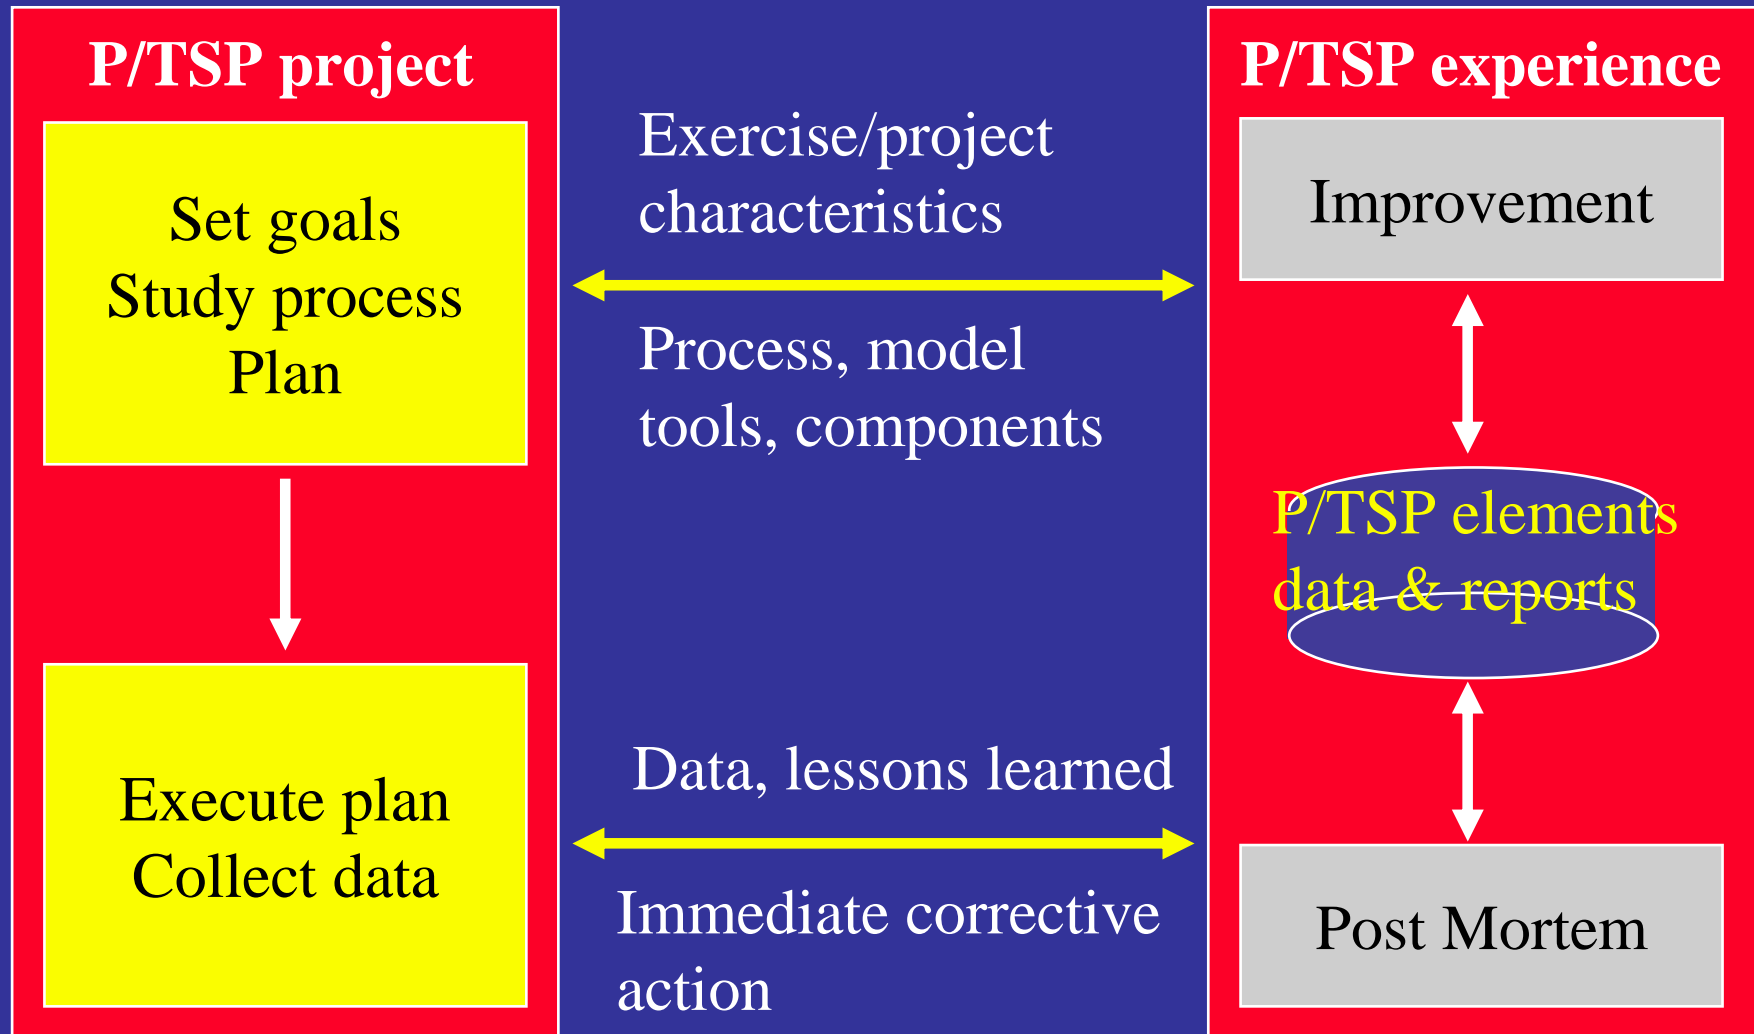 P/TSP project
Set goals
Study process
Plan
Execute plan
Collect data
Exercise/project
characteristics
Process, model
tools, components
Data, lessons learned
Immediate corrective
action
P/TSP experience
Improvement
P/TSP elements
data & reports
Post Mortem